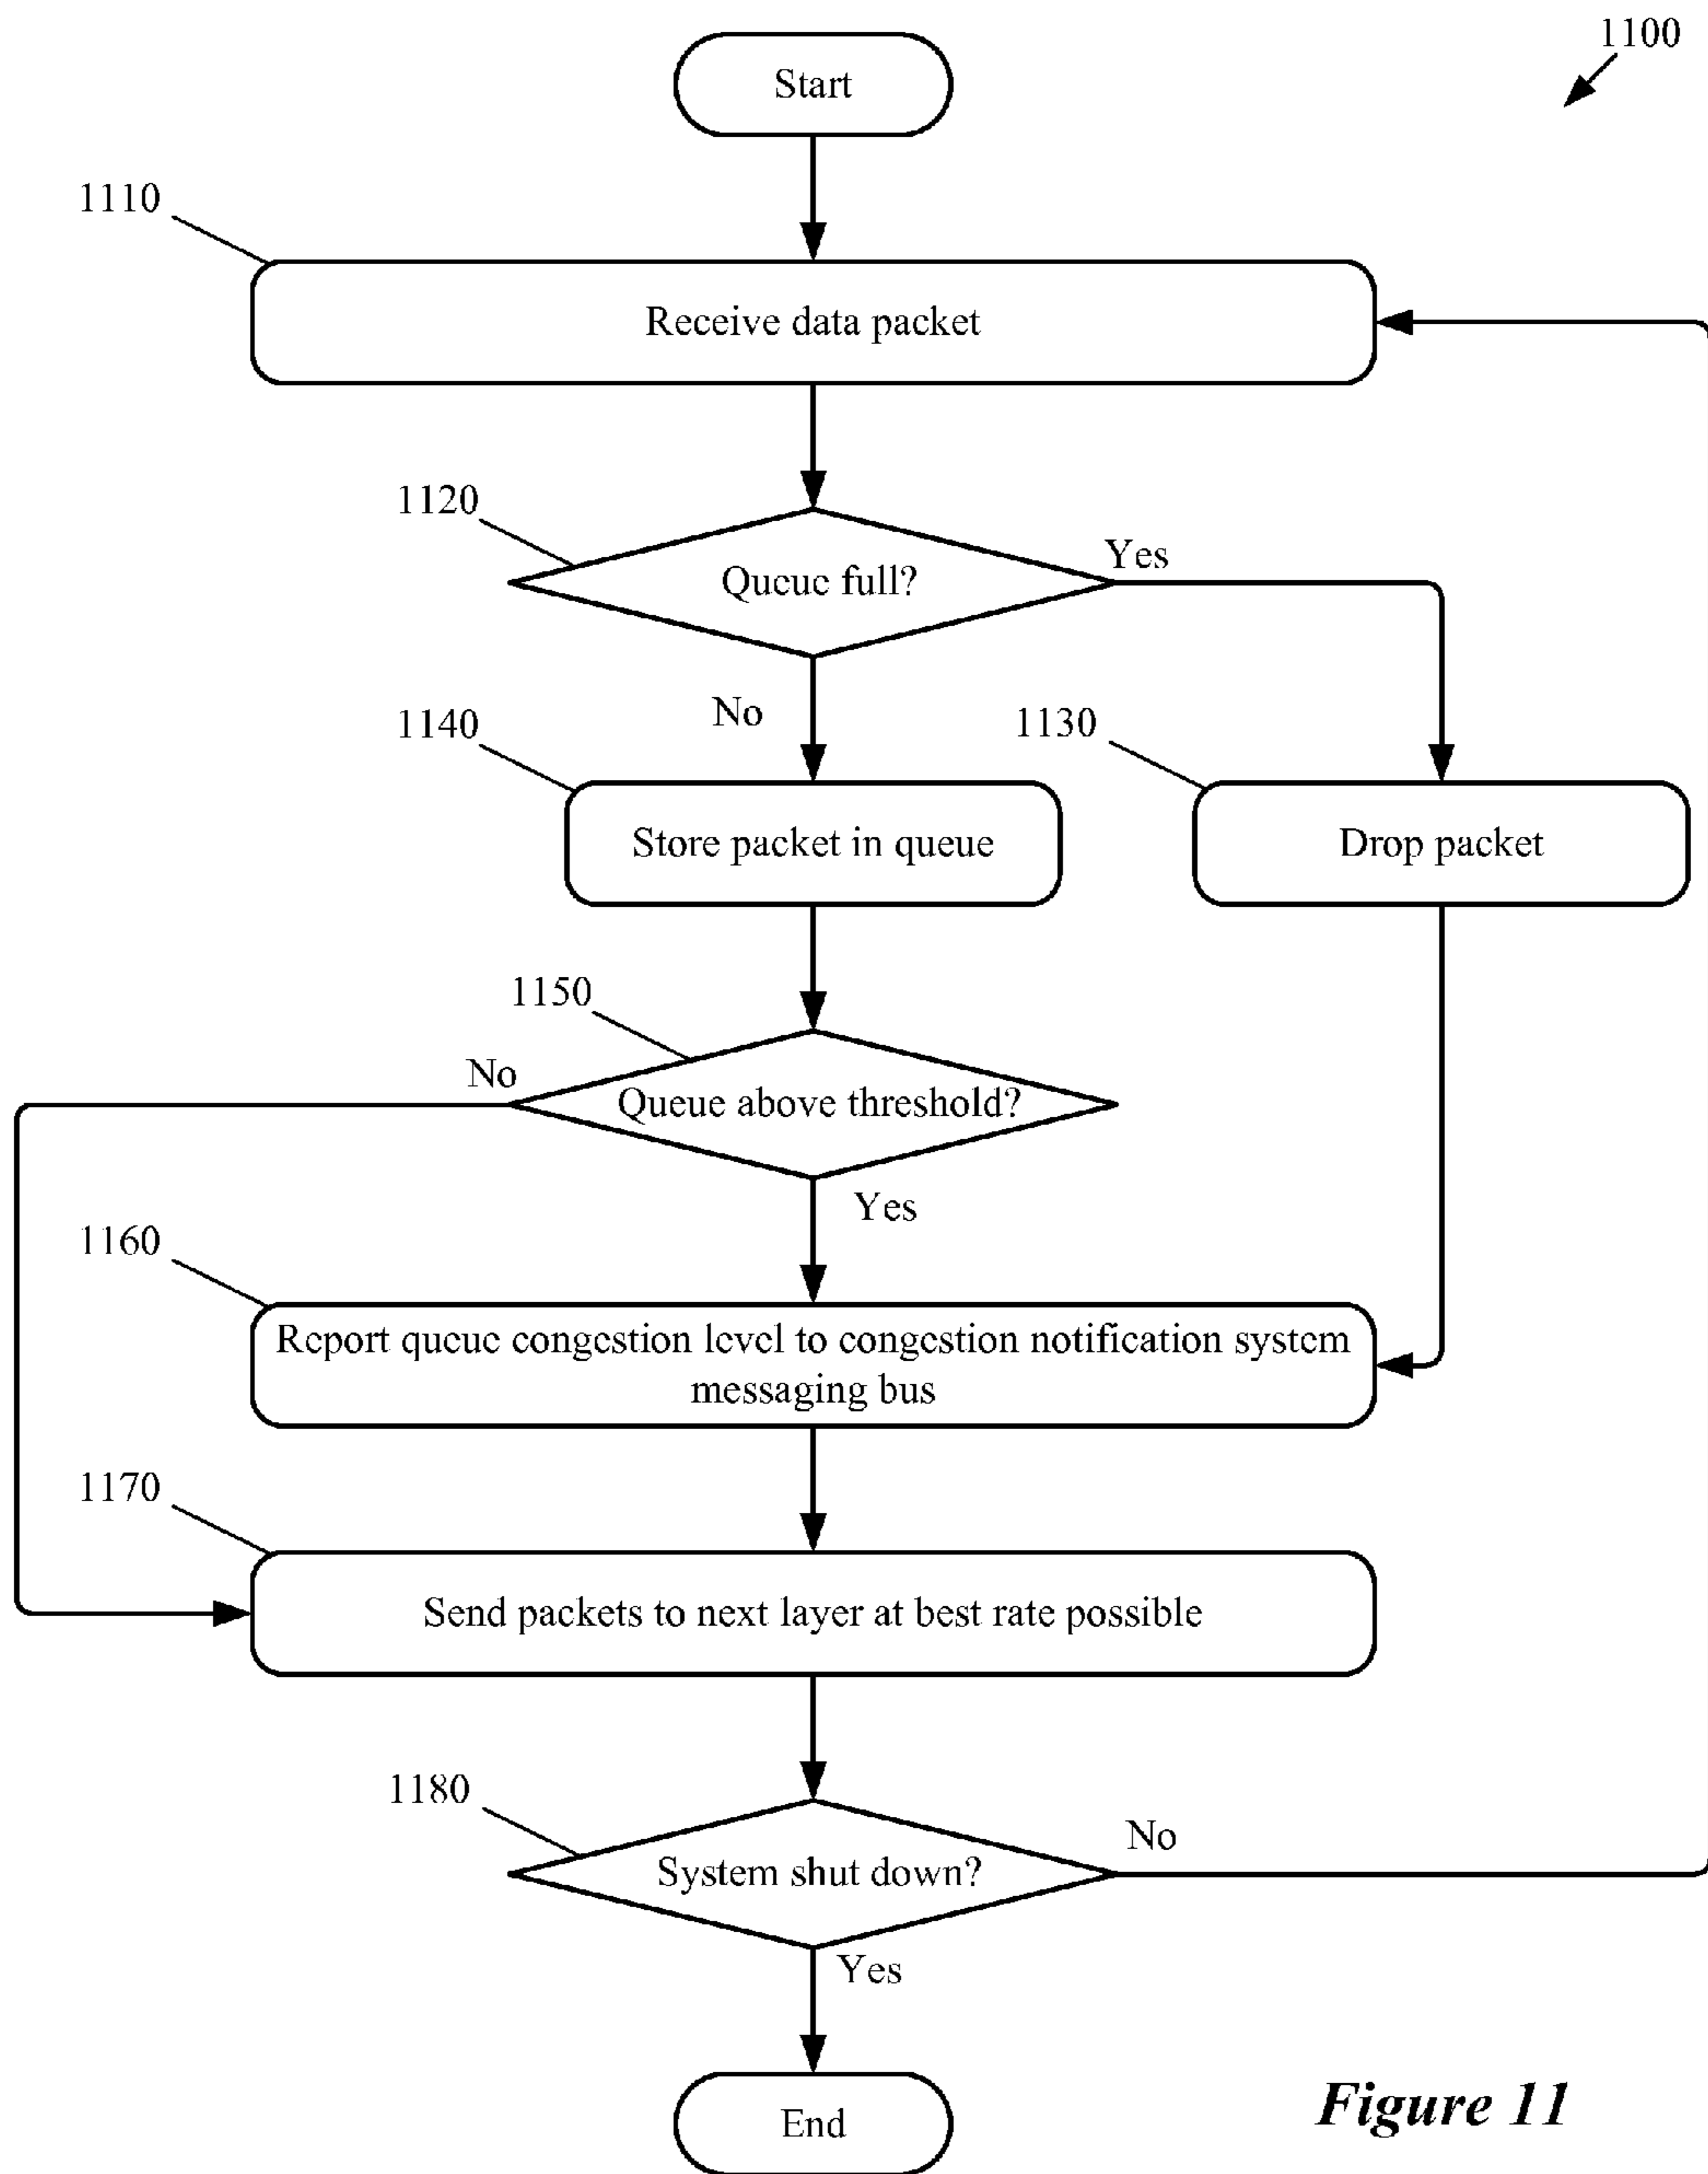 1100
Start
1110
Receive data packet
1120
Queue full?
Yes
No
1140
1130
Store packet in queue
Drop packet
1150
No
Queue above threshold?
Yes
1160
Report queue congestion level to congestion notification system
messaging bus
1170
Send packets to next layer at best rate possible
1180
No
System shut down?
Yes
End
Figure 11